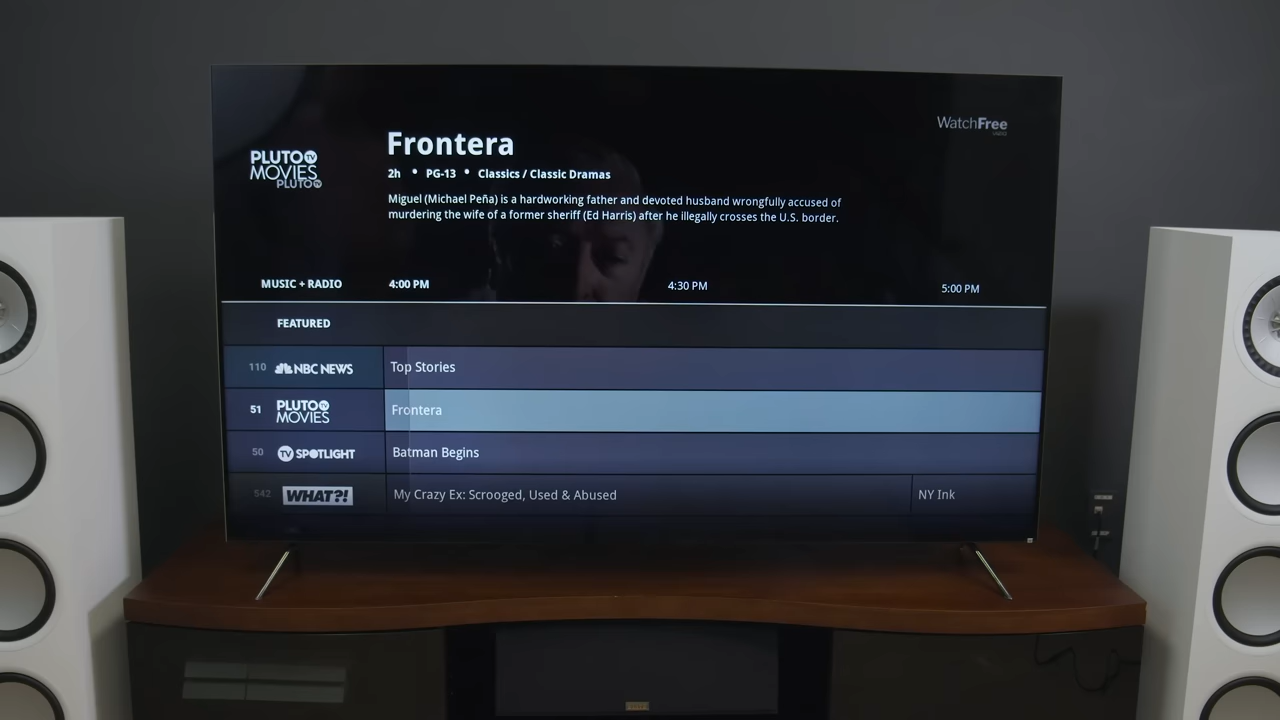 WatchFree
VIZIO
PLUTO TV
MOVIES
PLUTO TV
Frontera
2h • PG-13 • Classics / Classic Dramas
Miguel (Michael Peña) is a hardworking father and devoted husband wrongfully accused of
murdering the wife of a former sheriff (Ed Harris) after he illegally crosses the U.S. border.
MUSIC + RADIO 4:00 PM 4:30 PM 5:00 PM
FEATURED
110 NBC NEWS Top Stories
51 PLUTO TV MOVIES Frontera
50 TV SPOTLIGHT Batman Begins
542 WHAT?! My Crazy Ex: Scrooged, Used & Abused NY Ink